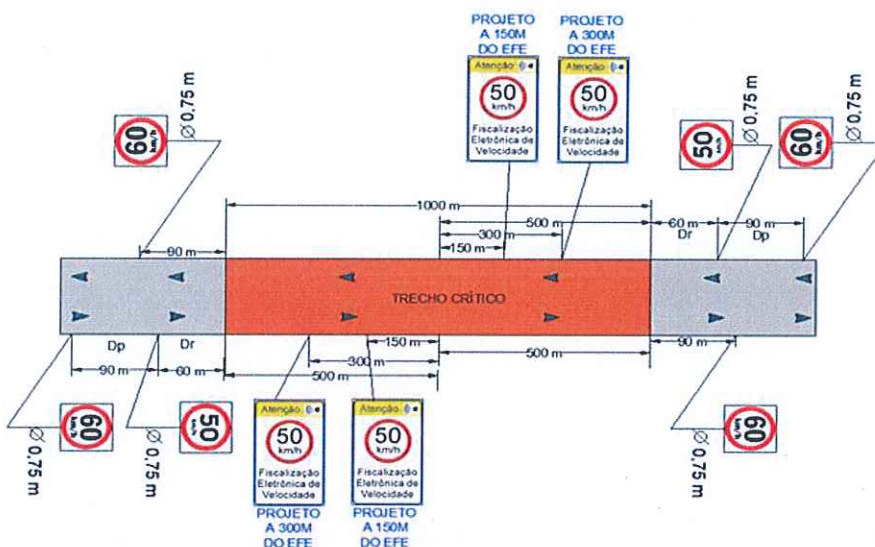 PROJETO
A 150M
DO EFE
PROJETO
A 300M
DO EFE
Atenção
50
km/h
Fiscalização
Eletrônica de
Velocidade
Atenção
50
km/h
Fiscalização
Eletrônica de
Velocidade
60
km/h
Ø 0,75 m
50
km/h
Ø 0,75 m
60
km/h
Ø 0,75 m
1000 m
500 m
60 m
90 m
300 m
Dr
Dp
90 m
150 m
TRECHO CRÍTICO
Dp
Dr
150 m
90 m
60 m
300 m
500 m
500 m
90 m
60
km/h
Ø 0,75 m
50
km/h
Ø 0,75 m
Atenção
50
km/h
Fiscalização
Eletrônica de
Velocidade
Atenção
50
km/h
Fiscalização
Eletrônica de
Velocidade
60
km/h
Ø 0,75 m
PROJETO
A 300M
DO EFE
PROJETO
A 150M
DO EFE